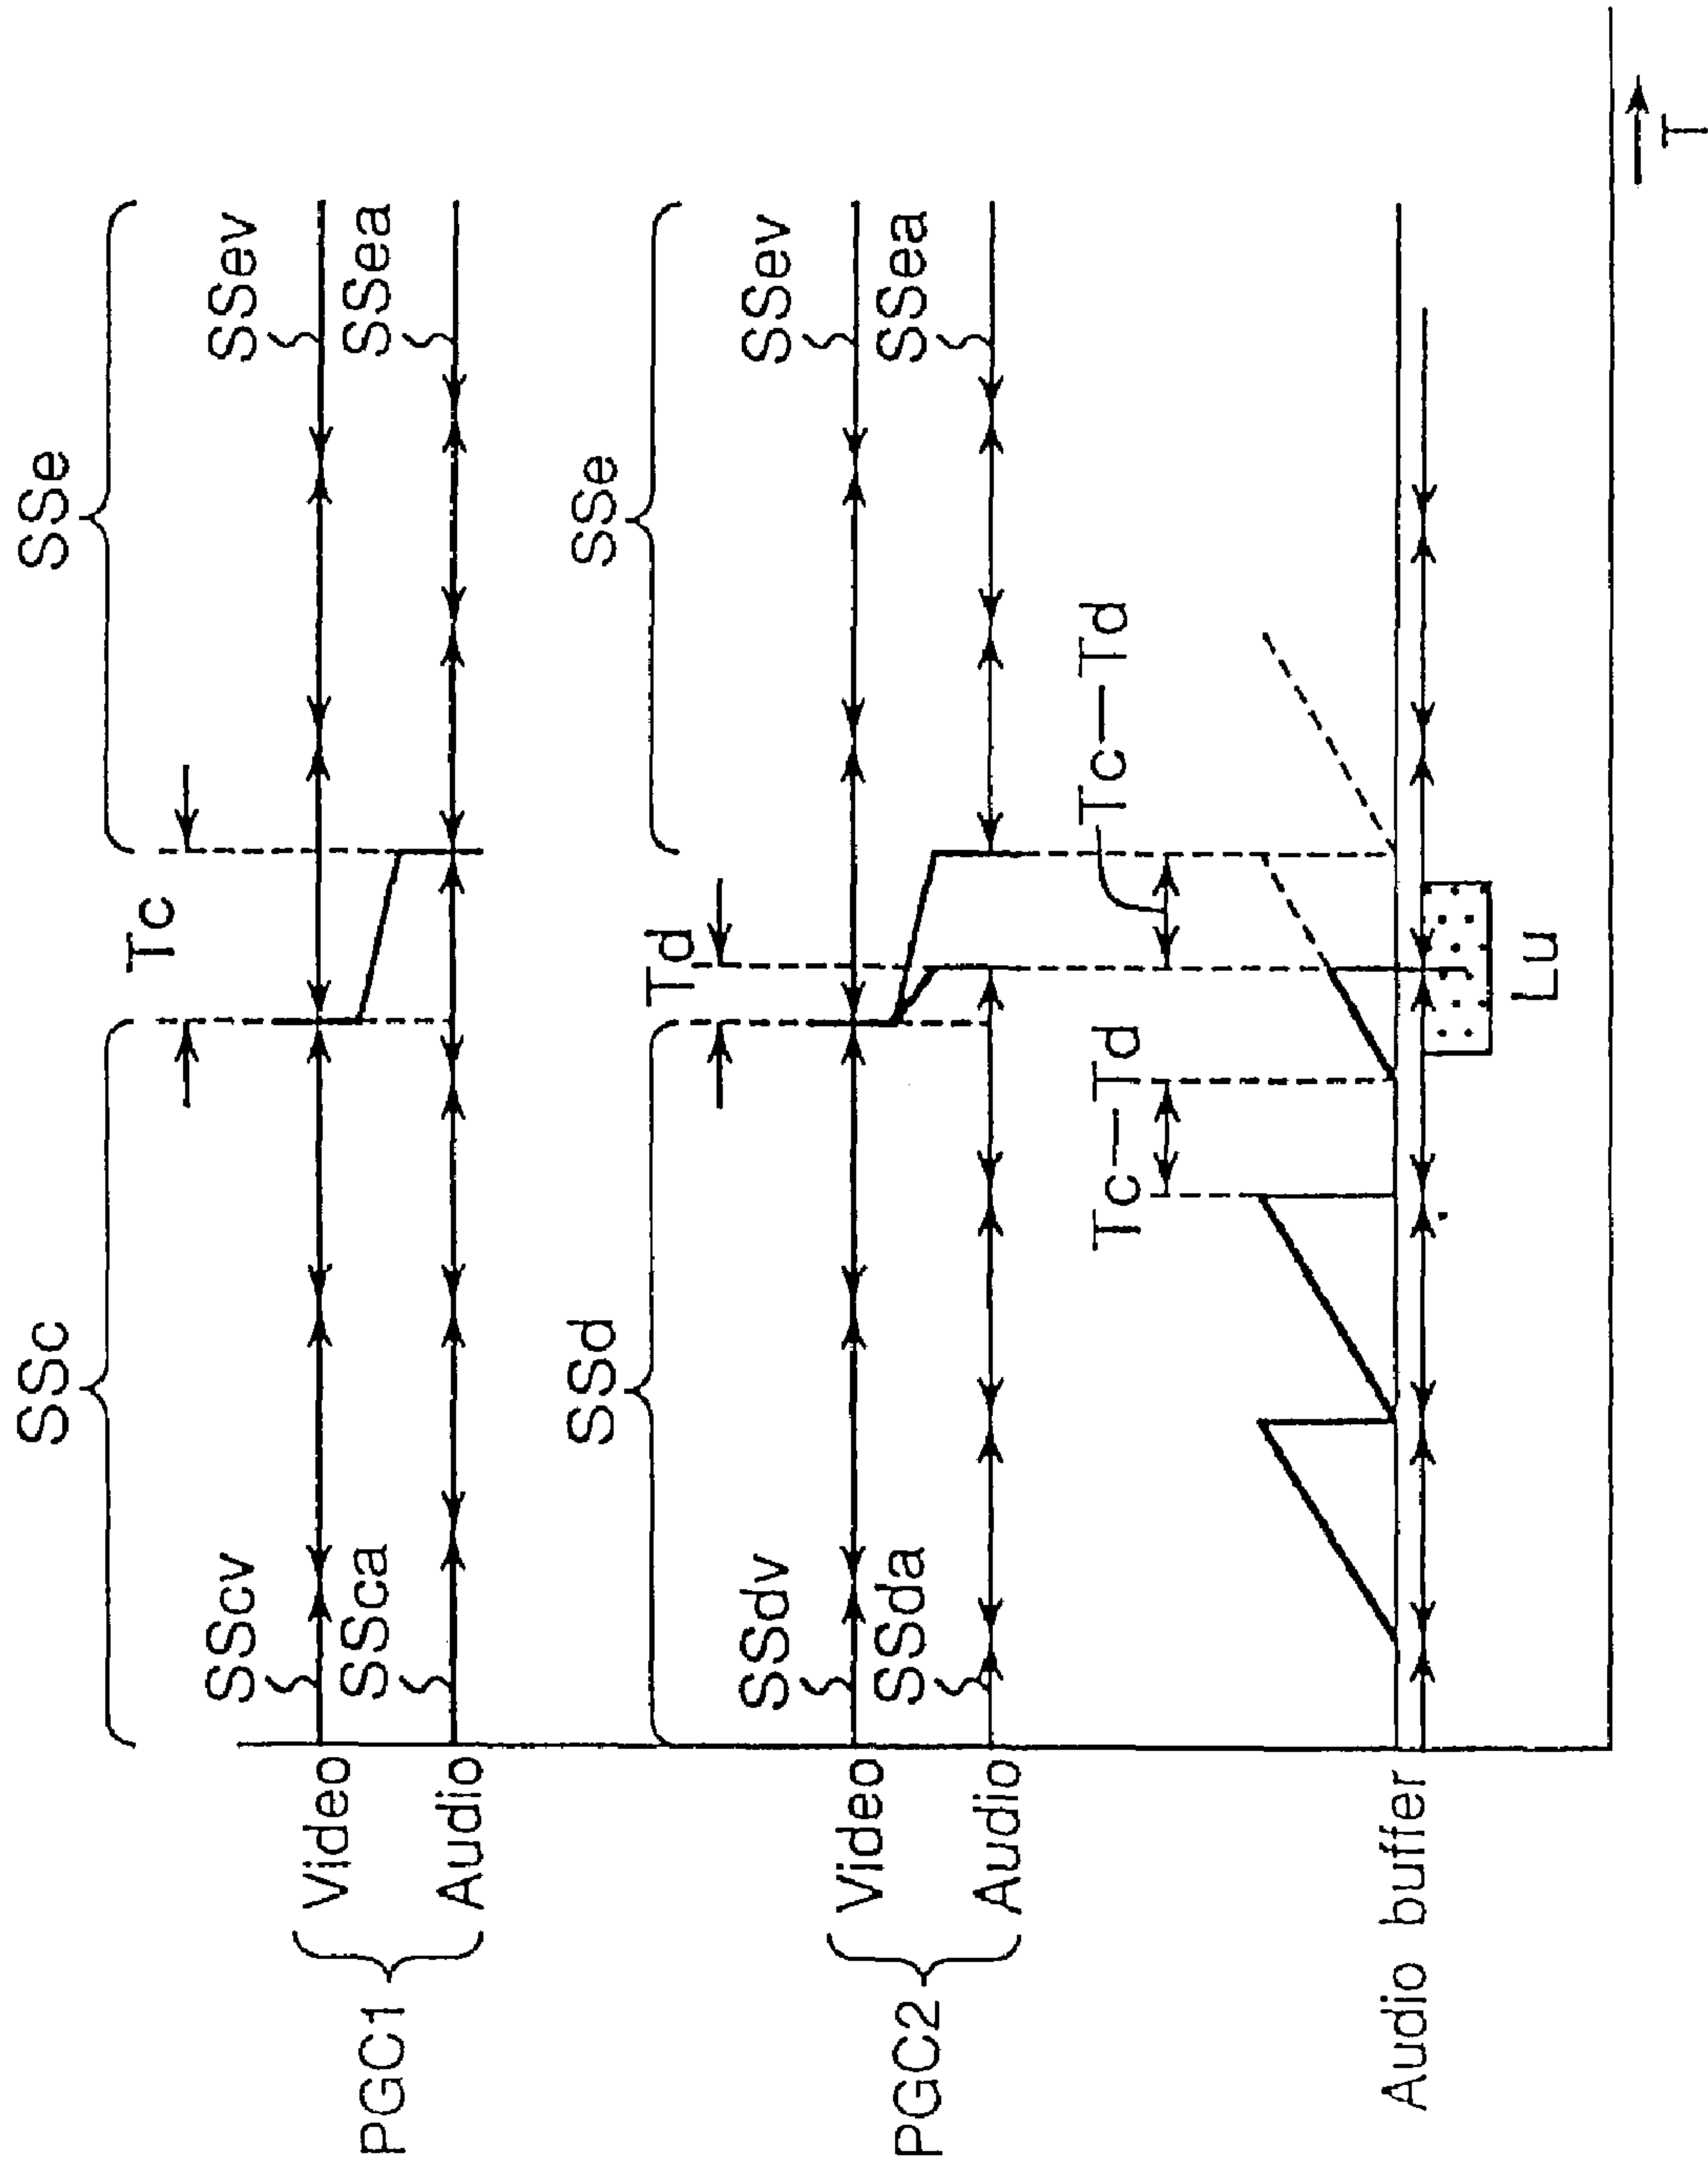 SSc SSe
Tc
SScv SSev
Video
SSca SSea
PGC1
Audio
SSd SSe
Td
SSdv SSev
Video
SSda SSea
PGC2
Audio
Tc—Td Tc—Td
Audio buffer
Lu
T